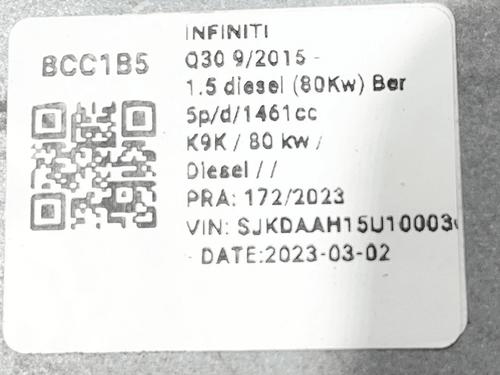 BCC1B5
INFINITI
Q30 9/2015 -
1.5 diesel (80Kw) Ber
5p/d/1461cc
K9K / 80 kw /
Diesel / /
PRA: 172/2023
VIN: SJKDAAH15U10003
- DATE:2023-03-02